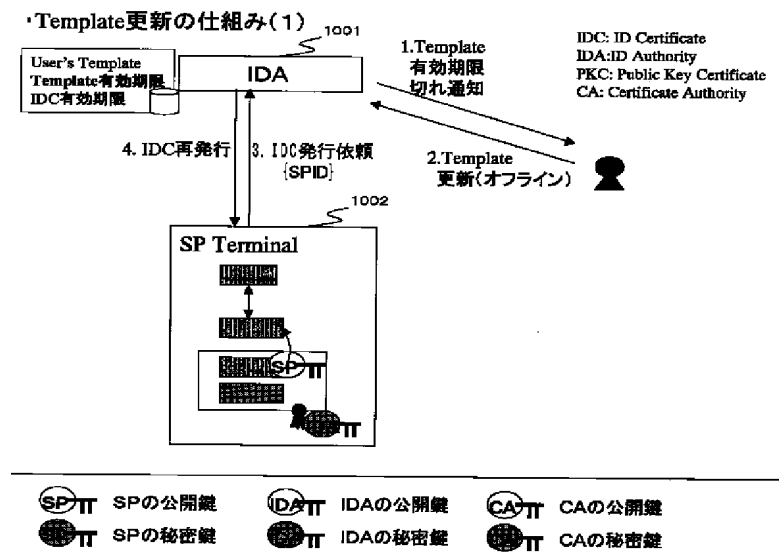 ・Template更新の仕組み(1)
1001
User's Template
Template有効期限
IDC有効期限
IDA
1.Template
有効期限
切れ通知
IDC: ID Certificate
IDA:ID Authority
PKC: Public Key Certificate
CA: Certificate Authority
4. IDC再発行
3. IDC発行依頼
{SPID}
2.Template
更新(オフライン)
1002
SP Terminal
SP
SP SPの公開鍵
IDA IDAの公開鍵
CA CAの公開鍵
SPの秘密鍵
IDAの秘密鍵
CAの秘密鍵